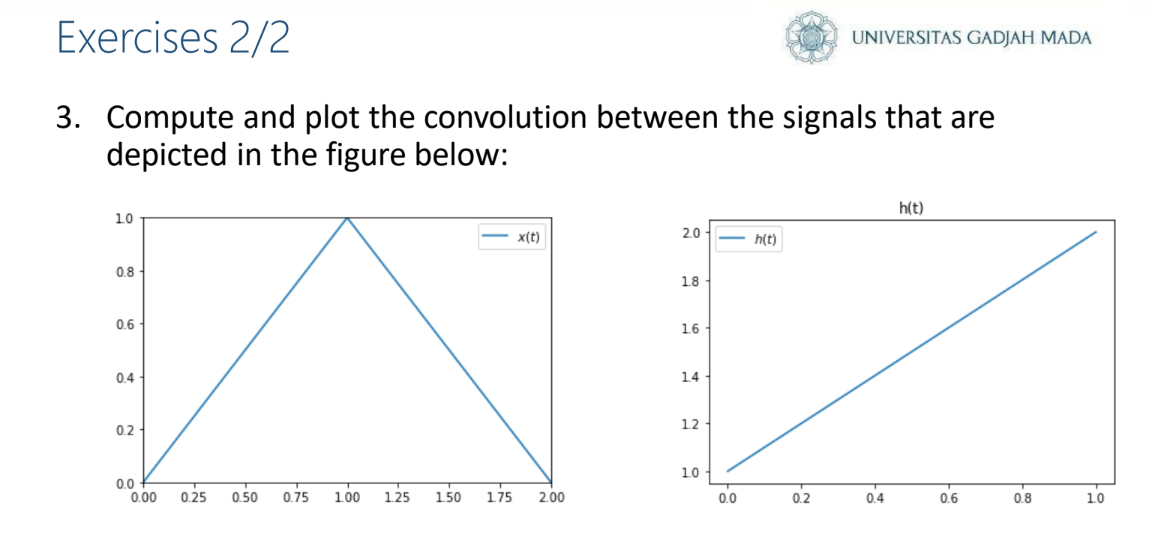 Exercises 2/2
UNIVERSITAS GADJAH MADA
3. Compute and plot the convolution between the signals that are
depicted in the figure below:
1.0
0.8
0.6
0.4
0.2
0.0
x(t)
0.00 0.25 0.50 0.75 1.00 1.25 1.50 1.75 2.00
h(t)
2.0
1.8
1.6
1.4
1.2
1.0
h(t)
0.0 0.2 0.4 0.6 0.8 1.0